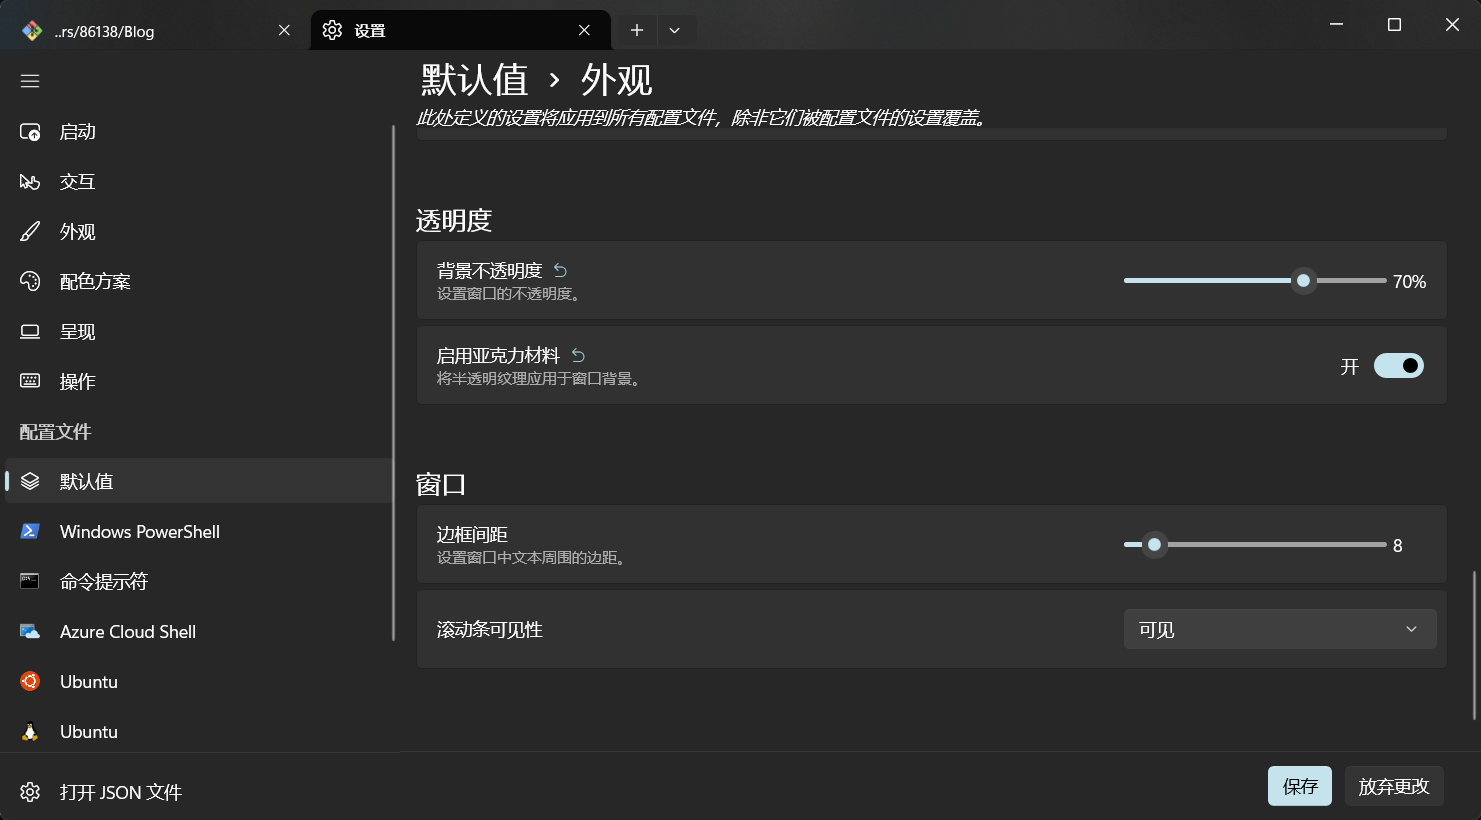 ..rs/86138/Blog
设置
默认值 › 外观
此处定义的设置将应用到所有配置文件，除非它们被配置文件的设置覆盖。
启动
交互
外观
配色方案
呈现
操作
配置文件
默认值
Windows PowerShell
命令提示符
Azure Cloud Shell
Ubuntu
Ubuntu
打开 JSON 文件
透明度
背景不透明度
设置窗口的不透明度。
70%
启用亚克力材料
将半透明纹理应用于窗口背景。
开
窗口
边框间距
设置窗口中文本周围的边距。
8
滚动条可见性
可见
保存
放弃更改